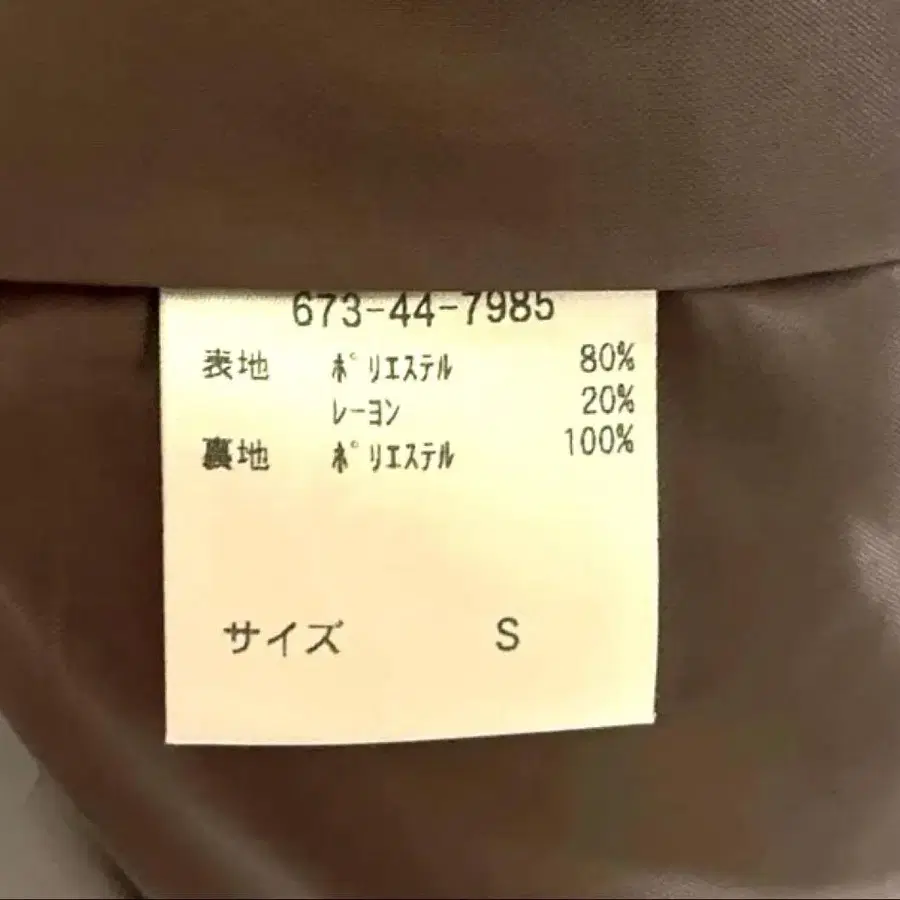 673-44-7985
表地 ポリエステル 80%
レーヨン 20%
裏地 ポリエステル 100%
サイズ S